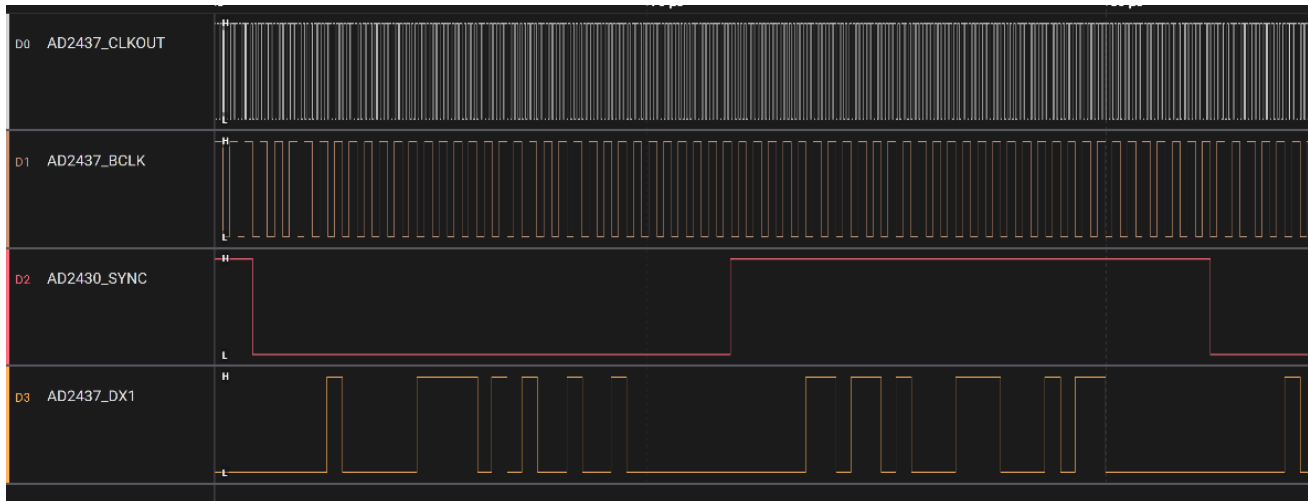 D0 AD2437_CLKOUT
H
L
D1 AD2437_BCLK
H
L
D2 AD2430_SYNC
H
L
D3 AD2437_DX1
H
L